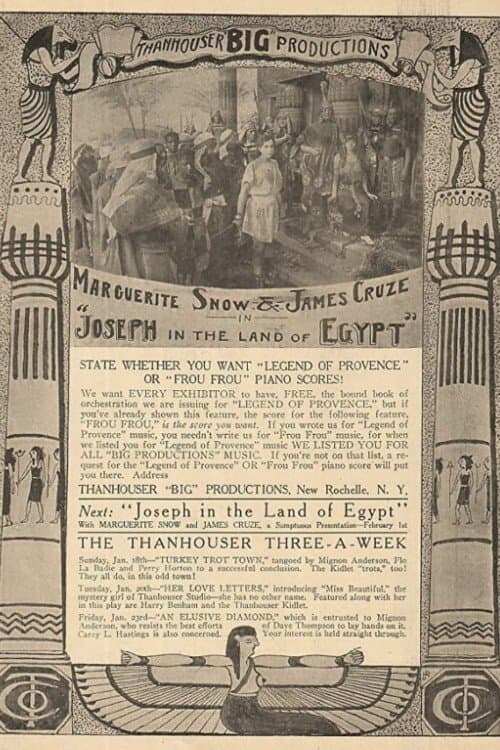 THANHOUSER BIG PRODUCTIONS
MARGUERITE SNOW & JAMES CRUZE
IN
"JOSEPH IN THE LAND OF EGYPT"
STATE WHETHER YOU WANT "LEGEND OF PROVENCE"
OR "FROU FROU" PIANO SCORES!
We want EVERY EXHIBITOR to have, FREE, the bound book of
orchestration we are issuing for "LEGEND OF PROVENCE," but if
you've already shown this feature, the score for the following feature,
"FROU FROU," is the score you want. If you wrote us for "Legend of
Provence" music, you needn't write us for "Frou Frou" music, for when
we listed you for "Legend of Provence" music WE LISTED YOU FOR
ALL "BIG PRODUCTIONS" MUSIC. If you're not on that list, a re-
quest for the "Legend of Provence" OR "Frou Frou" piano score will put
you there. Address
THANHOUSER "BIG" PRODUCTIONS, New Rochelle, N. Y.
Next: "Joseph in the Land of Egypt"
With MARGUERITE SNOW and JAMES CRUZE, a Sumptuous Presentation—February 1st
THE THANHOUSER THREE-A-WEEK
Sunday, Jan. 18th—"TURKEY TROT TOWN," tangoed by Mignon Anderson, Flo
La Badie and Perry Horton to a successful conclusion. The Kidlet "trots," too!
They all do, in this odd town!
Tuesday, Jan. 20th—"HER LOVE LETTERS," introducing "Miss Beautiful," the
mystery girl of Thanhouser Studio—she has no other name. Featured along with her
in this play are Harry Benham and the Thanhouser Kidlet.
Friday, Jan. 23rd—"AN ELUSIVE DIAMOND," which is entrusted to Mignon
Anderson, who resists the best efforts of Dave Thompson to lay hands on it.
Carey L. Hastings is also concerned. Your interest is held straight through.